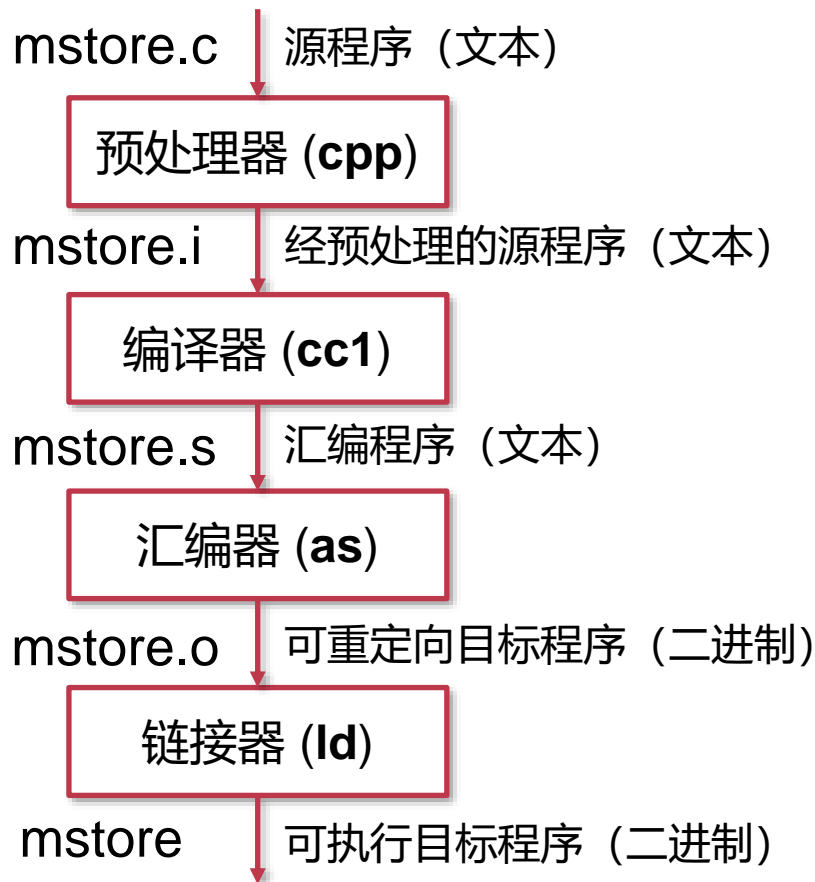 mstore.c 源程序（文本）
预处理器 (cpp)
mstore.i 经预处理的源程序（文本）
编译器 (cc1)
mstore.s 汇编程序（文本）
汇编器 (as)
mstore.o 可重定向目标程序（二进制）
链接器 (ld)
mstore 可执行目标程序（二进制）